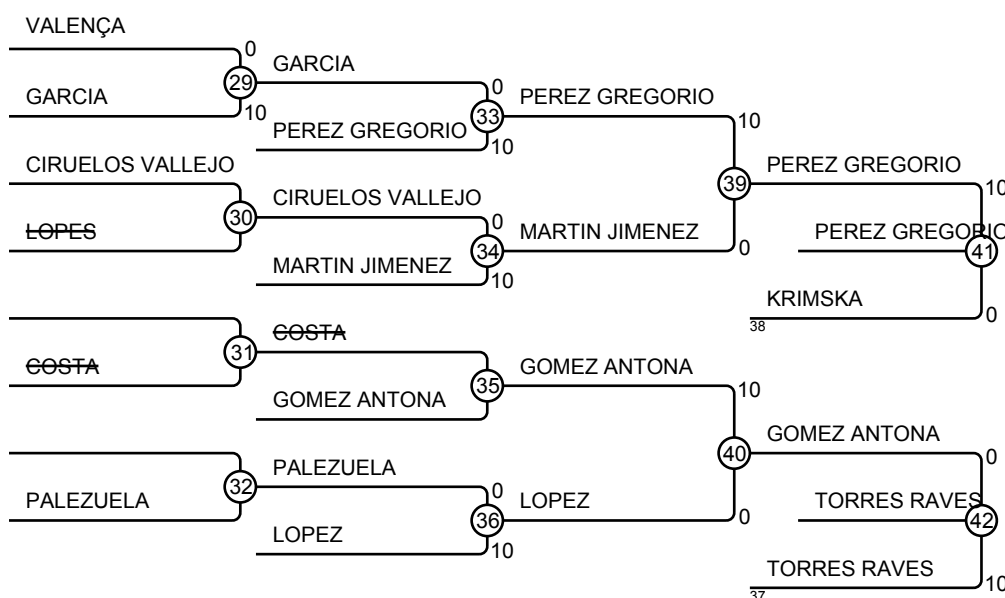 VALENÇA
0
GARCIA
29
0
GARCIA
10
33
PEREZ GREGORIO
PEREZ GREGORIO
10
10
CIRUELOS VALLEJO
39
PEREZ GREGORIO
10
CIRUELOS VALLEJO
30
0
LOPES
34
MARTIN JIMENEZ
0
PEREZ GREGORIO
41
MARTIN JIMENEZ
10
KRIMSKA
0
38
COSTA
31
COSTA
35
GOMEZ ANTONA
10
GOMEZ ANTONA
40
GOMEZ ANTONA
0
PALEZUELA
32
0
PALEZUELA
36
LOPEZ
0
TORRES RAVES
42
LOPEZ
10
TORRES RAVES
10
37